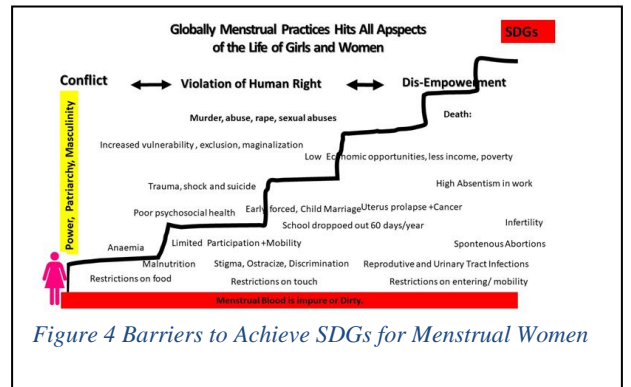 Globally Menstrual Practices Hits All Apspects
of the Life of Girls and Women
SDGs
Conflict
Violation of Human Right
Dis-Empowerment
Power, Patriarchy, Masculinity
Murder, abuse, rape, sexual abuses
Death:
Increased vulnerability , exclusion, maginalization
Low Economic opportunities, less income, poverty
Trauma, shock and suicide
High Absentism in work
Poor psychosocial health
Early forced, Child Marriage
Uterus prolapse +Cancer
School droppoed out 60 days/year
Infertility
Anaemia
Limited Participation +Mobility
Spontenous Abortions
Malnutrition
Stigma, Ostracize, Discrimination
Reprodutive and Urinary Tract Infections
Restrictions on food
Restrictions on touch
Restrictions on entering/ mobility
Menstrual Blood is impure or Dirty.
Figure 4 Barriers to Achieve SDGs for Menstrual Women